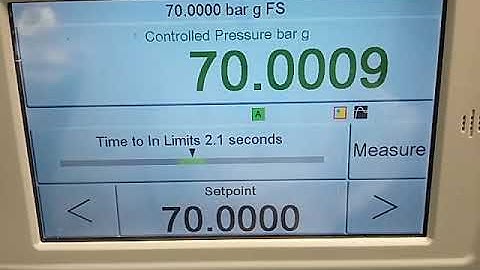 70.0000 bar g FS
Controlled Pressure bar g
70.0009
A
Time to In Limits 2.1 seconds
Measure
Setpoint
70.0000